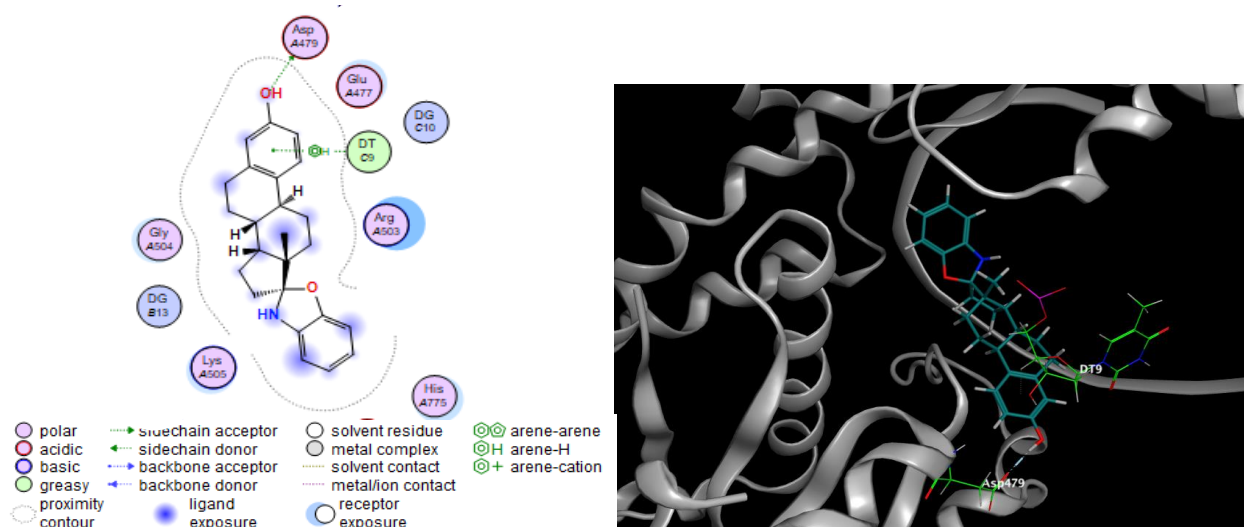 Asp
A479
OH
Glu
A477
DG
C10
DT
C9
H
H
Arg
A503
H
Gly
A504
O
DG
B13
HN
Lys
A505
His
A775
polar sidechain acceptor solvent residue arene-arene
acidic sidechain donor metal complex H arene-H
basic backbone acceptor solvent contact + arene-cation
greasy backbone donor metal/ion contact
proximity ligand receptor
contour exposure exposure
DT9
Asp479